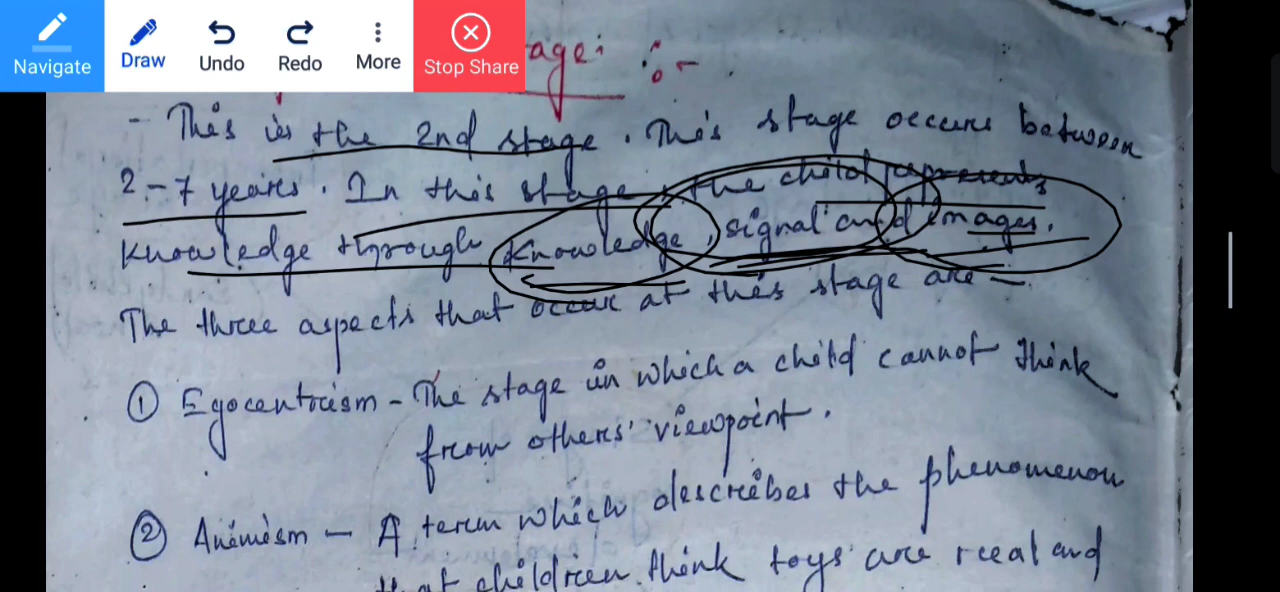 Navigate Draw Undo Redo More Stop Share
age: :-
- This is the 2nd stage. This stage occurs between
2-7 years. In this stage, the child represents
knowledge through knowledge, signal and images.
The three aspects that occur at this stage are -
① Egocentrism - The stage in which a child cannot think
from others' viewpoint.
② Animism - A term which describes the phenomenon
that children think toys are real and